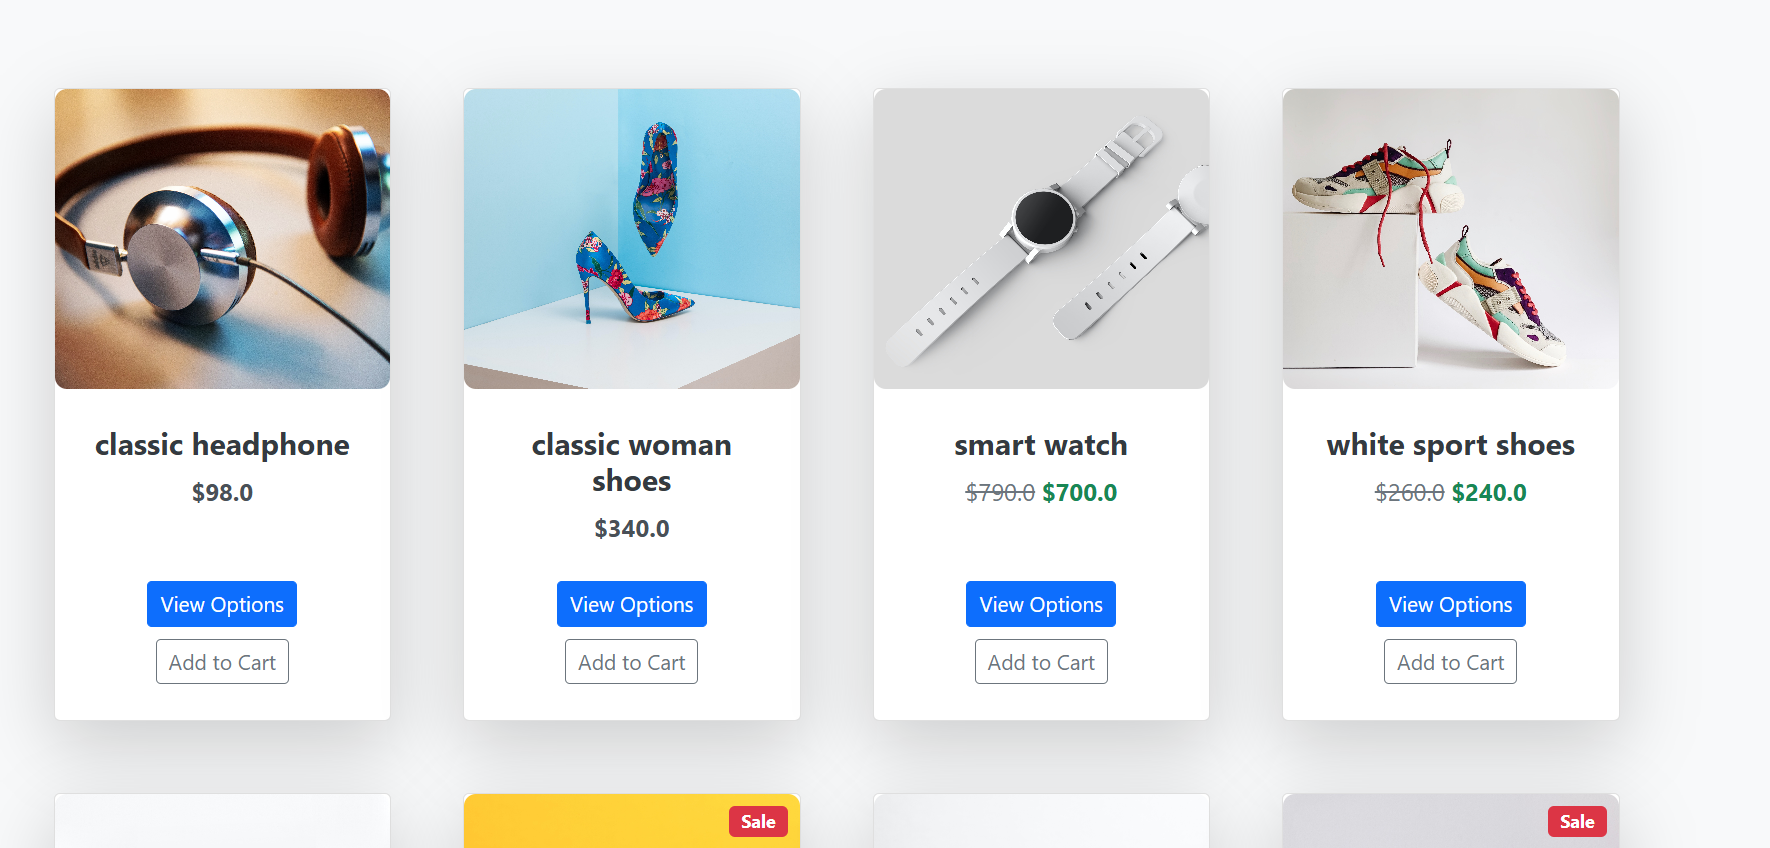 classic headphone
$98.0
View Options
Add to Cart
classic woman
shoes
$340.0
View Options
Add to Cart
smart watch
$790.0 $700.0
View Options
Add to Cart
white sport shoes
$260.0 $240.0
View Options
Add to Cart
Sale
Sale